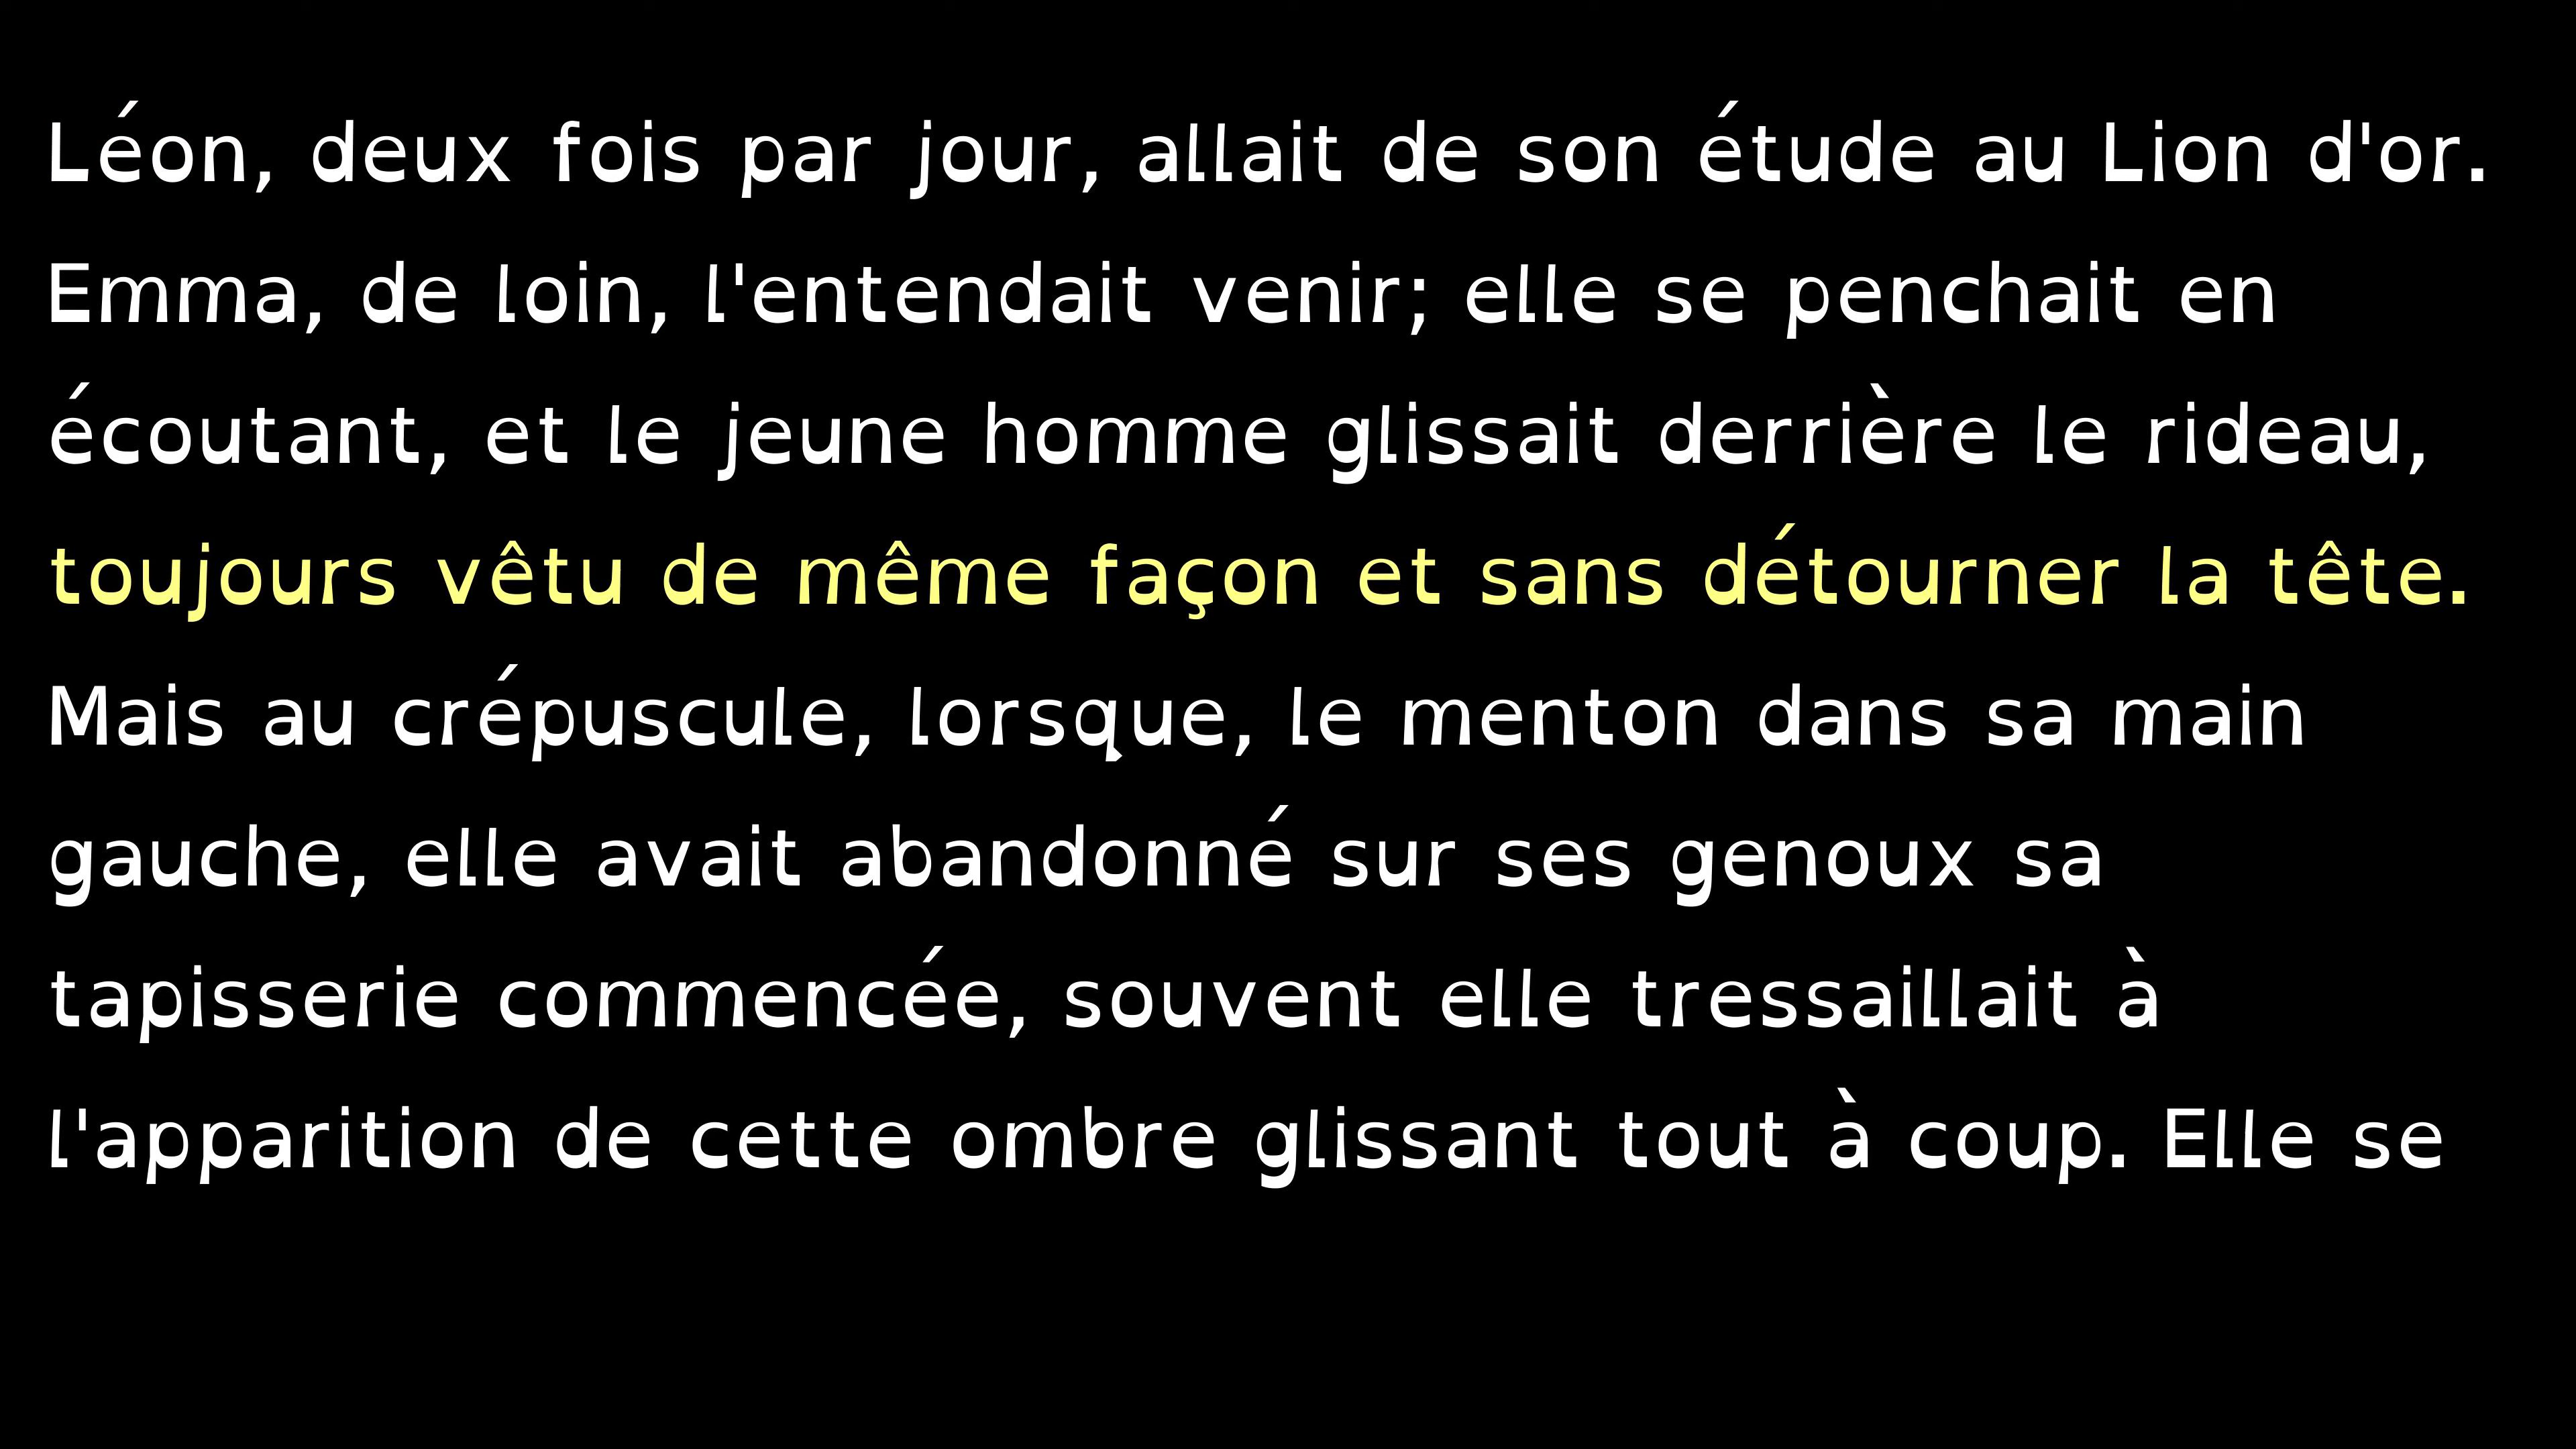 Léon, deux fois par jour, allait de son étude au Lion d'or.
Emma, de loin, l'entendait venir; elle se penchait en
écoutant, et le jeune homme glissait derrière le rideau,
toujours vêtu de même façon et sans détourner la tête.
Mais au crépuscule, lorsque, le menton dans sa main
gauche, elle avait abandonné sur ses genoux sa
tapisserie commencée, souvent elle tressaillait à
l'apparition de cette ombre glissant tout à coup. Elle se